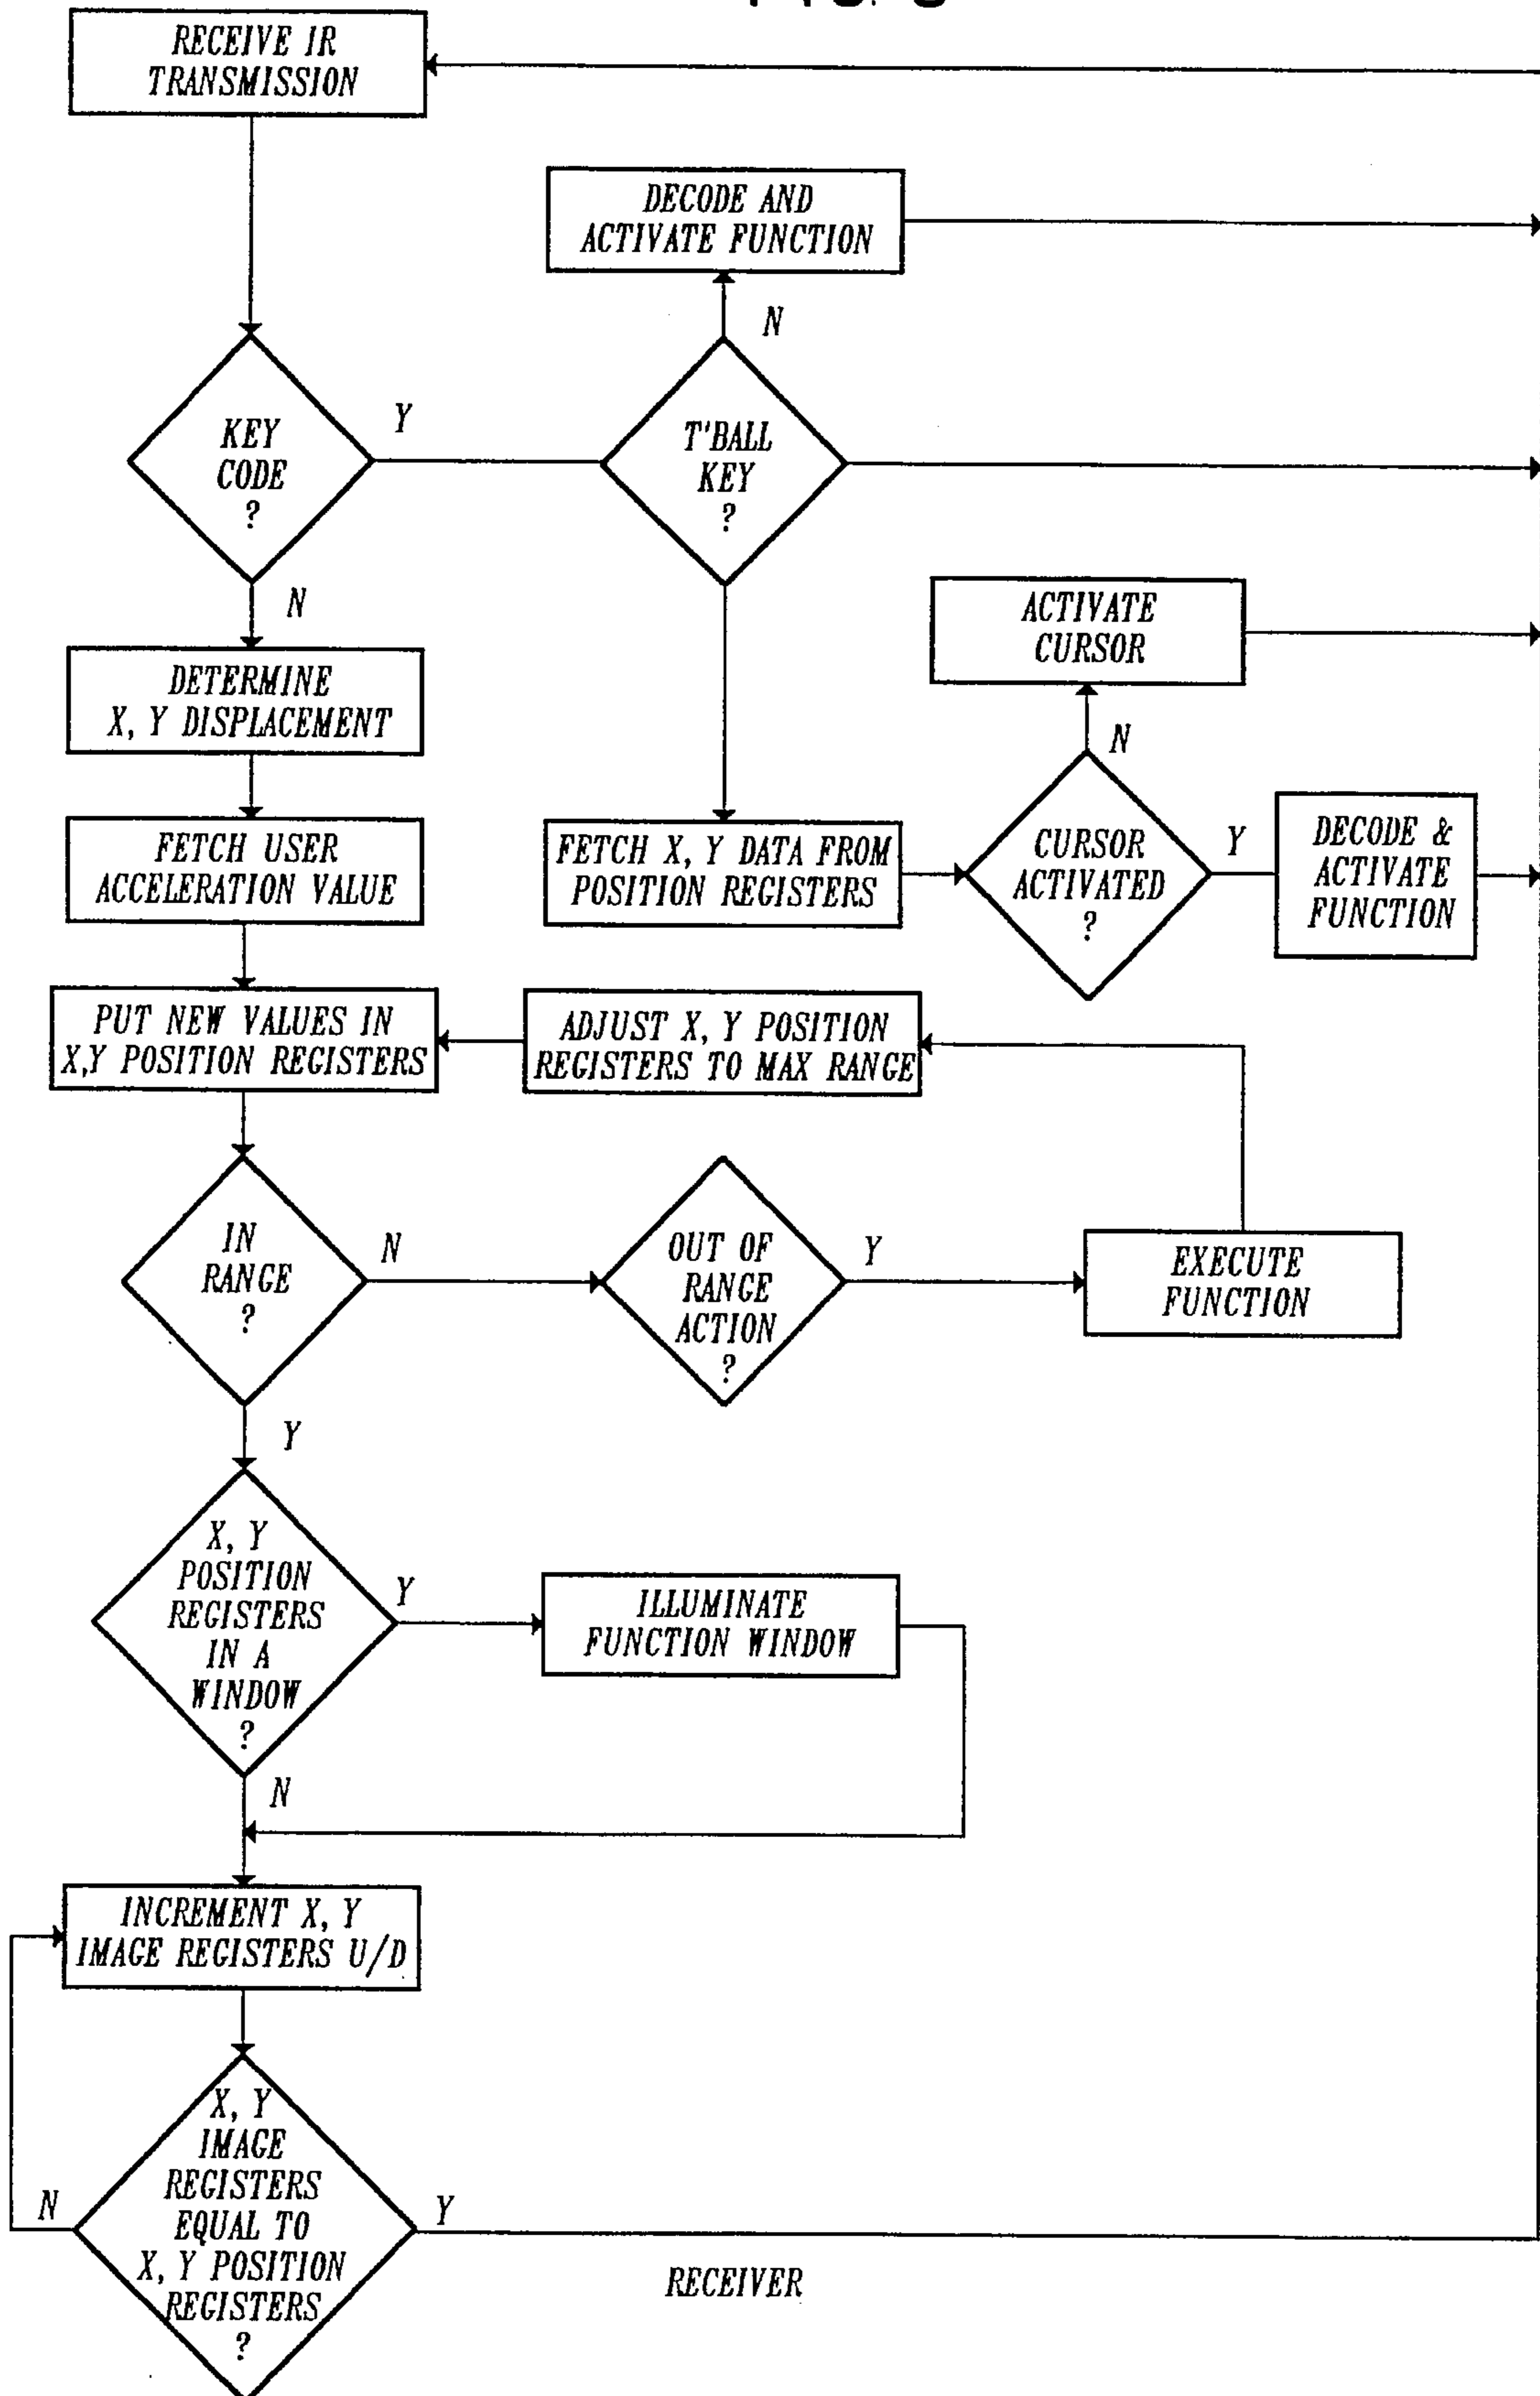 RECEIVE IR
TRANSMISSION
DECODE AND
ACTIVATE FUNCTION
N
KEY
CODE
?
Y
T'BALL
KEY
?
N
ACTIVATE
CURSOR
DETERMINE
X, Y DISPLACEMENT
N
FETCH USER
ACCELERATION VALUE
FETCH X, Y DATA FROM
POSITION REGISTERS
CURSOR
ACTIVATED
?
Y
DECODE &
ACTIVATE
FUNCTION
PUT NEW VALUES IN
X,Y POSITION REGISTERS
ADJUST X, Y POSITION
REGISTERS TO MAX RANGE
IN
RANGE
?
N
OUT OF
RANGE
ACTION
?
Y
EXECUTE
FUNCTION
Y
X, Y
POSITION
REGISTERS
IN A
WINDOW
?
Y
ILLUMINATE
FUNCTION WINDOW
N
INCREMENT X, Y
IMAGE REGISTERS U/D
X, Y
IMAGE
REGISTERS
EQUAL TO
X, Y POSITION
REGISTERS
?
N
Y
RECEIVER